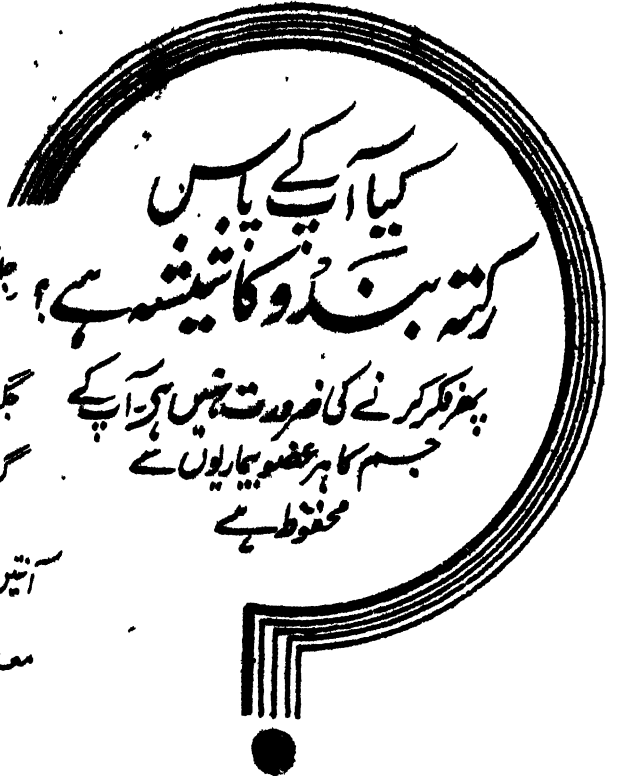 کیا آپ کے پاس
رکتہ بندو کا شیشہ ہے؟
پھر فکر کرنے کی ضرورت نہیں ہے۔ آپ کے
جسم کا ہر عضو بیماریوں سے
محفوظ ہے